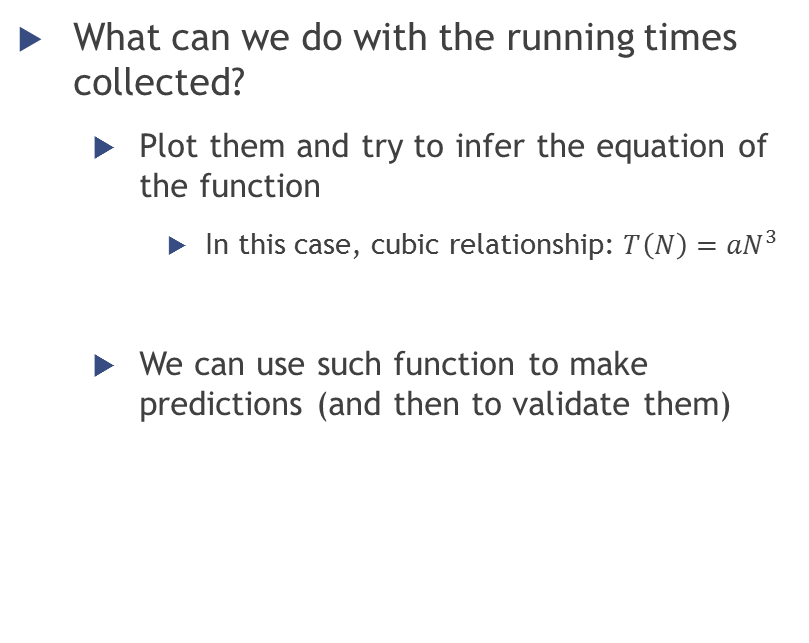 What can we do with the running times
collected?
Plot them and try to infer the equation of
the function
In this case, cubic relationship: T(N) = aN³
We can use such function to make
predictions (and then to validate them)